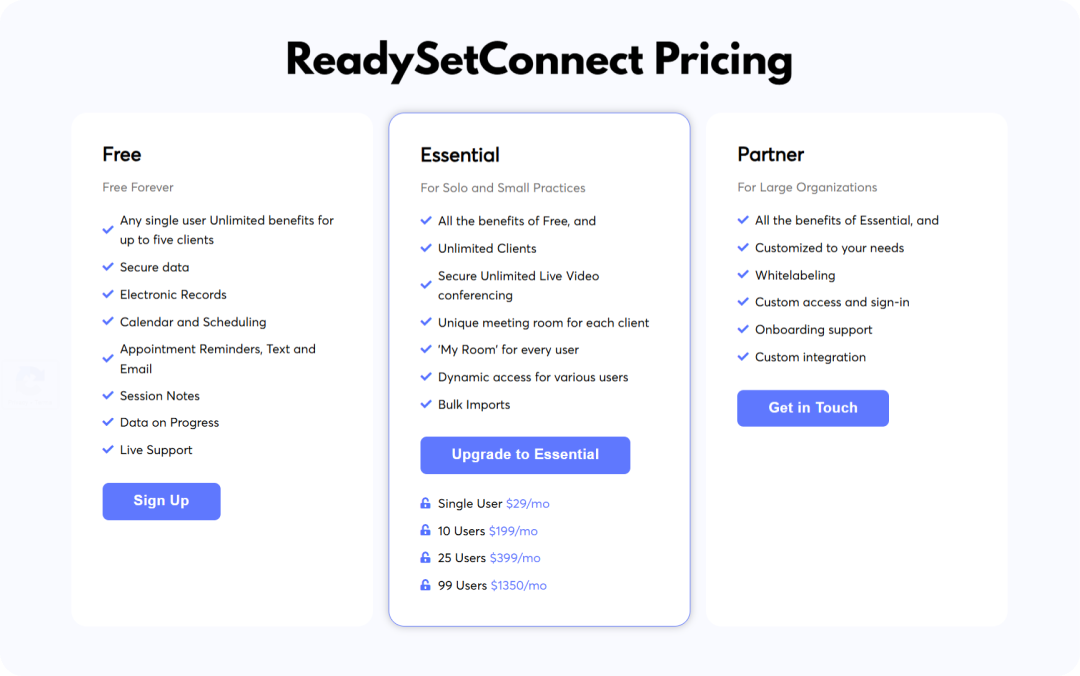 ReadySetConnect Pricing
Free
Free Forever
Any single user Unlimited benefits for
up to five clients
Secure data
Electronic Records
Calendar and Scheduling
Appointment Reminders, Text and
Email
Session Notes
Data on Progress
Live Support
Sign Up
Essential
For Solo and Small Practices
All the benefits of Free, and
Unlimited Clients
Secure Unlimited Live Video
conferencing
Unique meeting room for each client
'My Room' for every user
Dynamic access for various users
Bulk Imports
Upgrade to Essential
Single User $29/mo
10 Users $199/mo
25 Users $399/mo
99 Users $1350/mo
Partner
For Large Organizations
All the benefits of Essential, and
Customized to your needs
Whitelabeling
Custom access and sign-in
Onboarding support
Custom integration
Get in Touch